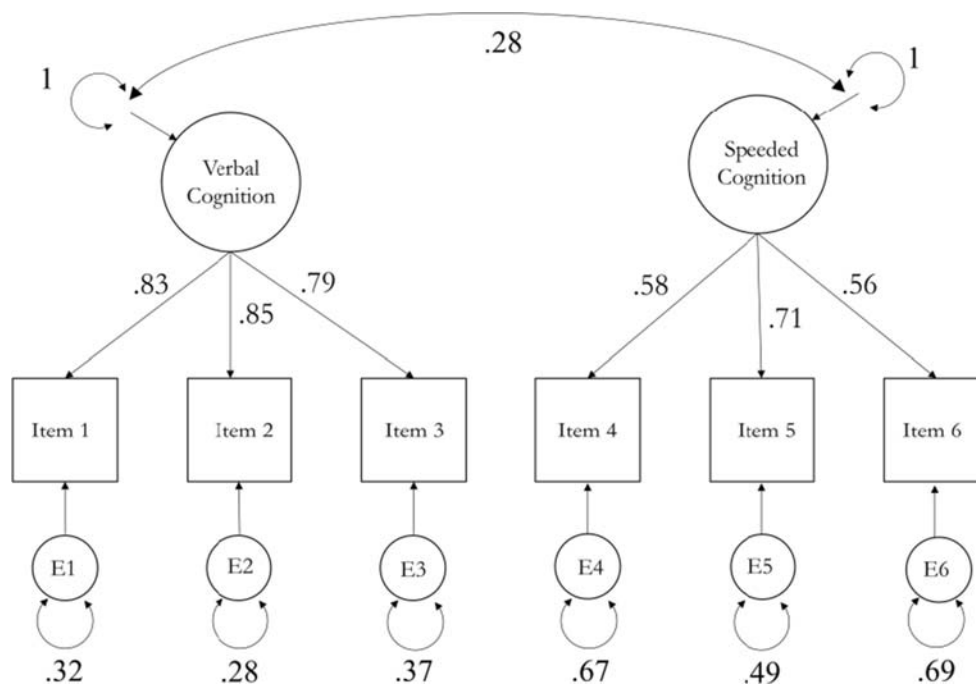 .28
1
1
Verbal
Cognition
Speeded
Cognition
.83
.85
.79
.58
.71
.56
Item 1
Item 2
Item 3
Item 4
Item 5
Item 6
E1
E2
E3
E4
E5
E6
.32
.28
.37
.67
.49
.69